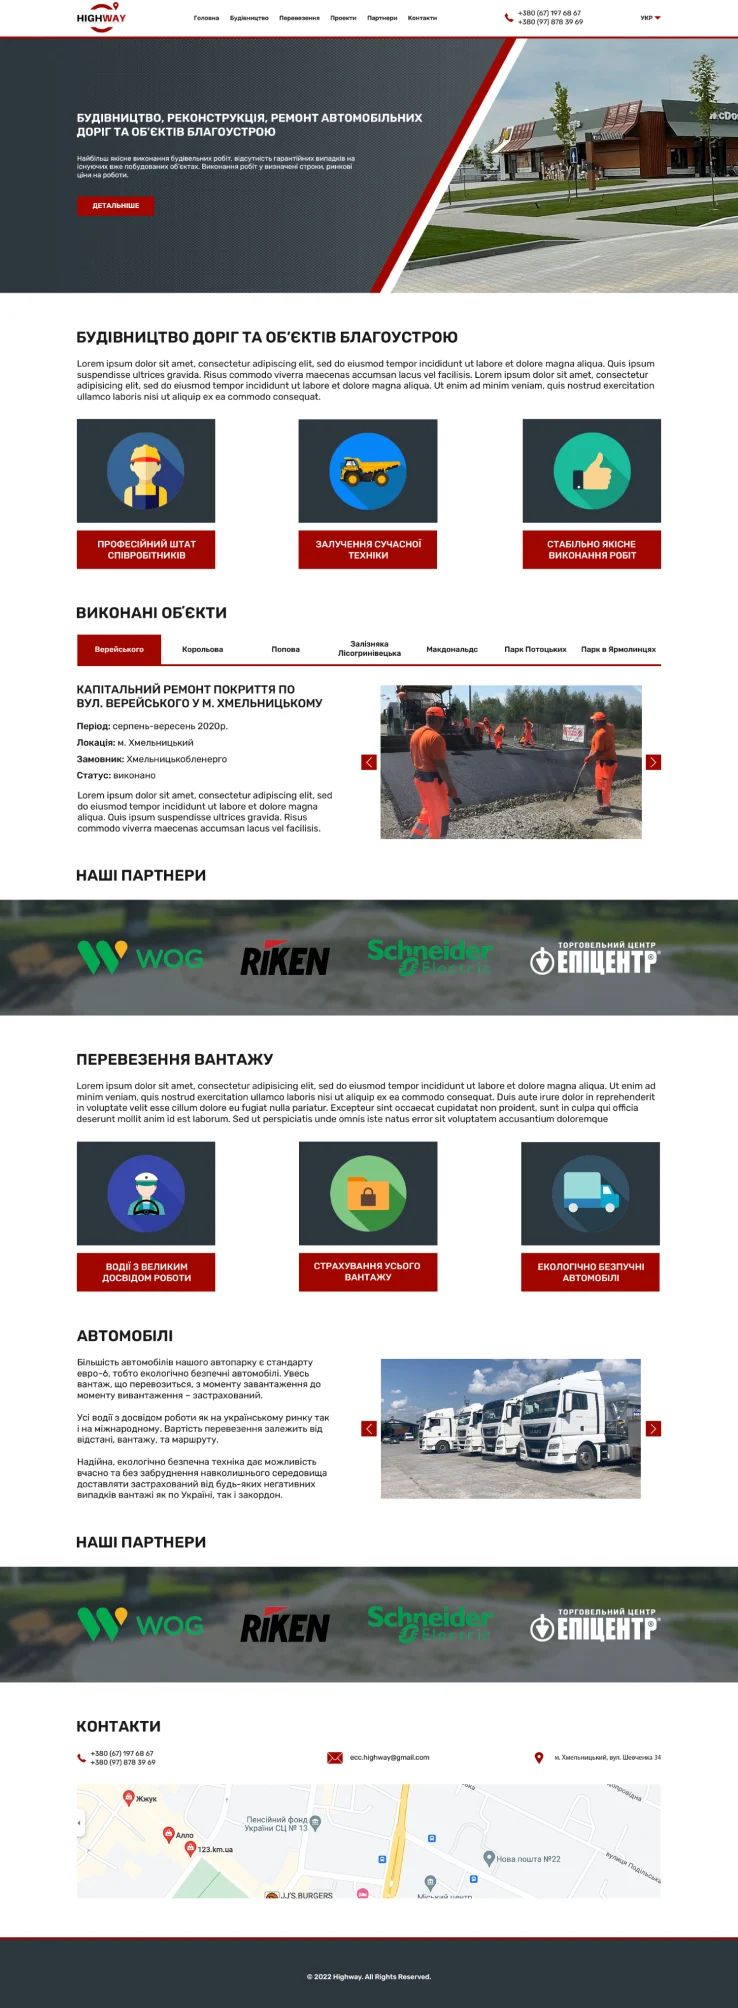 HIGHWAY
Головна Будівництво Перевезення Проекти Партнери Контакти
+380 (67) 197 68 67
+380 (97) 878 39 69
УКР
БУДІВНИЦТВО, РЕКОНСТРУКЦІЯ, РЕМОНТ АВТОМОБІЛЬНИХ
ДОРІГ ТА ОБ'ЄКТІВ БЛАГОУСТРОЮ
Найбільш якісне виконання будівельних робіт, відсутність гарантійних випадків на
існуючих вже побудованих об'єктах. Виконання робіт у визначені строки, ринкові
ціни на роботи.
ДЕТАЛЬНІШЕ
БУДІВНИЦТВО ДОРІГ ТА ОБ’ЄКТІВ БЛАГОУСТРОЮ
Lorem ipsum dolor sit amet, consectetur adipiscing elit, sed do eiusmod tempor incididunt ut labore et dolore magna aliqua. Quis ipsum
suspendisse ultrices gravida. Risus commodo viverra maecenas accumsan lacus vel facilisis. Lorem ipsum dolor sit amet, consectetur
adipisicing elit, sed do eiusmod tempor incididunt ut labore et dolore magna aliqua. Ut enim ad minim veniam, quis nostrud exercitation
ullamco laboris nisi ut aliquip ex ea commodo consequat.
ПРОФЕСІЙНИЙ ШТАТ
СПІВРОБІТНИКІВ
ЗАЛУЧЕННЯ СУЧАСНОЇ
ТЕХНІКИ
СТАБІЛЬНО ЯКІСНЕ
ВИКОНАННЯ РОБІТ
ВИКОНАНІ ОБ'ЄКТИ
Верейського
Корольова
Попова
Залізняка
Лісогринівецька
Макдональдс
Парк Потоцьких
Парк в Ярмолинцях
КАПІТАЛЬНИЙ РЕМОНТ ПОКРИТТЯ ПО
ВУЛ. ВЕРЕЙСЬКОГО У М. ХМЕЛЬНИЦЬКОМУ
Період: серпень-вересень 2020р.
Локація: м. Хмельницький
Замовник: Хмельницькобленерго
Статус: виконано
Lorem ipsum dolor sit amet, consectetur adipiscing elit, sed
do eiusmod tempor incididunt ut labore et dolore magna
aliqua. Quis ipsum suspendisse ultrices gravida. Risus
commodo viverra maecenas accumsan lacus vel facilisis.
НАШІ ПАРТНЕРИ
WOG
RIKEN
Schneider
Electric
ТОРГОВЕЛЬНИЙ ЦЕНТР
ЕПІЦЕНТР®
ПЕРЕВЕЗЕННЯ ВАНТАЖУ
Lorem ipsum dolor sit amet, consectetur adipisicing elit, sed do eiusmod tempor incididunt ut labore et dolore magna aliqua. Ut enim ad
minim veniam, quis nostrud exercitation ullamco laboris nisi ut aliquip ex ea commodo consequat. Duis aute irure dolor in reprehenderit
in voluptate velit esse cillum dolore eu fugiat nulla pariatur. Excepteur sint occaecat cupidatat non proident, sunt in culpa qui officia
deserunt mollit anim id est laborum. Sed ut perspiciatis unde omnis iste natus error sit voluptatem accusantium doloremque
ВОДІЇ З ВЕЛИКИМ
ДОСВІДОМ РОБОТИ
СТРАХУВАННЯ УСЬОГО
ВАНТАЖУ
ЕКОЛОГІЧНО БЕЗПУЧНІ
АВТОМОБІЛІ
АВТОМОБІЛІ
Більшість автомобілів нашого автопарку є стандарту
евро-6, тобто екологічно безпечні автомобілі. Увесь
вантаж, що перевозиться, з моменту завантаження до
моменту вивантаження – застрахований.
Усі водії з досвідом роботи як на українському ринку так
і на міжнародному. Вартість перевезення залежить від
відстані, вантажу, та маршруту.
Надійна, екологічно безпечна техніка дає можливість
вчасно та без забруднення навколишнього середовища
доставляти застрахований від будь-яких негативних
випадків вантажі як по Україні, так і закордон.
НАШІ ПАРТНЕРИ
WOG
RIKEN
Schneider
Electric
ТОРГОВЕЛЬНИЙ ЦЕНТР
ЕПІЦЕНТР®
КОНТАКТИ
+380 (67) 197 68 67
+380 (97) 878 39 69
ecc.highway@gmail.com
м. Хмельницький, вул. Шевченка 34
Жжук
Алло
123.km.ua
Пенсійний фонд
України СЦ № 13
Нова пошта №22
вулиця Подільська
JJ'S BURGERS
Міський центр
© 2022 Highway. All Rights Reserved.